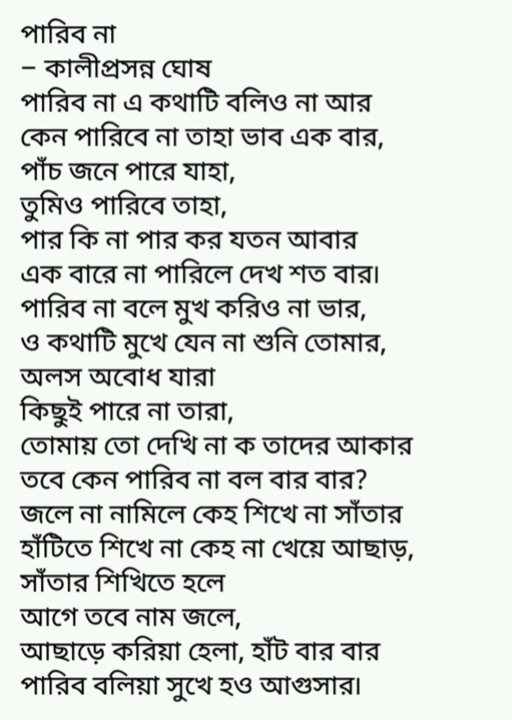 পারিব না
– কালীপ্রসন্ন ঘোষ
পারিব না এ কথাটি বলিও না আর
কেন পারিবে না তাহা ভাব এক বার,
পাঁচ জনে পারে যাহা,
তুমিও পারিবে তাহা,
পার কি না পার কর যতন আবার
এক বারে না পারিলে দেখ শত বার।
পারিব না বলে মুখ করিও না ভার,
ও কথাটি মুখে যেন না শুনি তোমার,
অলস অবোধ যারা
কিছুই পারে না তারা,
তোমায় তো দেখি না ক তাদের আকার
তবে কেন পারিব না বল বার বার?
জলে না নামিলে কেহ শিখে না সাঁতার
হাঁটিতে শিখে না কেহ না খেয়ে আছাড়,
সাঁতার শিখিতে হলে
আগে তবে নাম জলে,
আছাড়ে করিয়া হেলা, হাঁট বার বার
পারিব বলিয়া সুখে হও আগুসার।